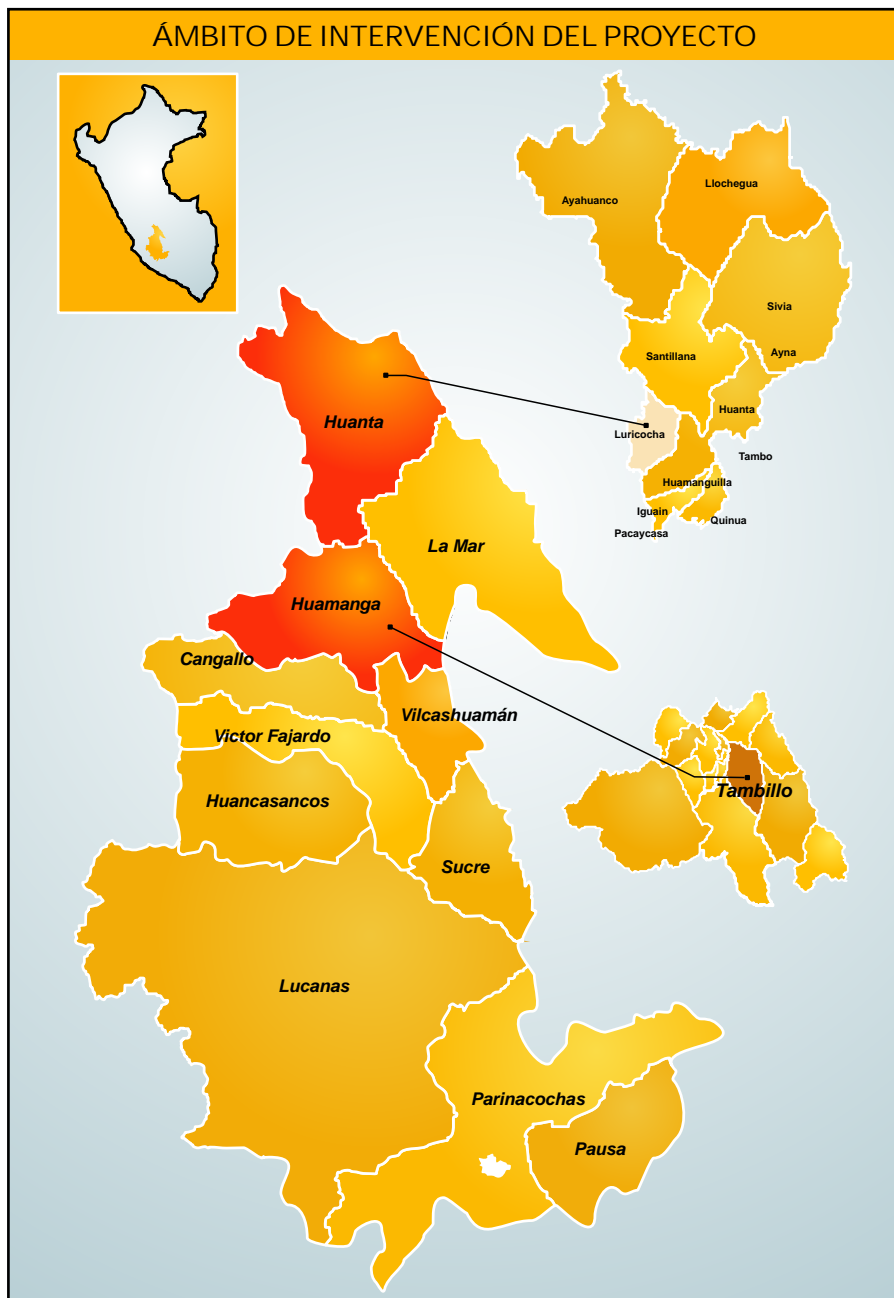 ÁMBITO DE INTERVENCIÓN DEL PROYECTO
Ayahuanco
Llochegua
Sivia
Santillana
Ayna
Huanta
Luricocha
Tambo
Huamanguilla
Iguain
Quinua
Pacaycasa
Huanta
La Mar
Huamanga
Cangallo
Vilcashuamán
Victor Fajardo
Huancasancos
Tambillo
Sucre
Lucanas
Parinacochas
Pausa